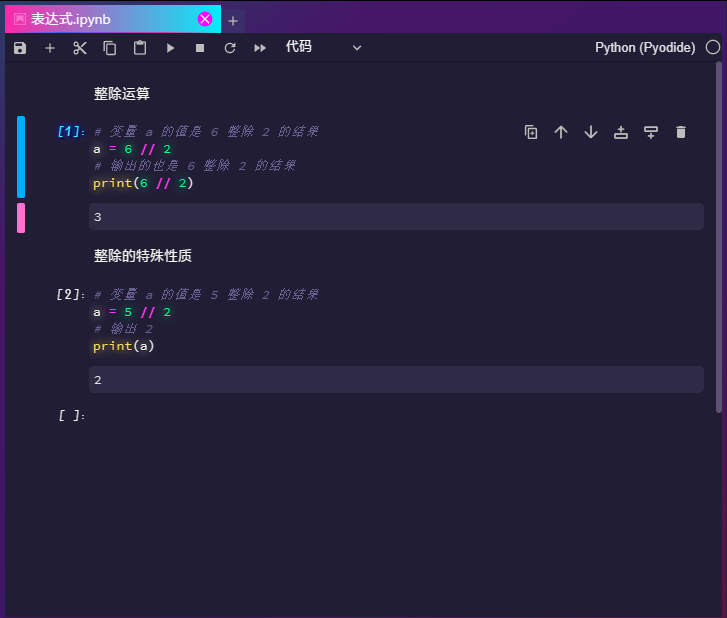 表达式.ipynb
代码
Python (Pyodide)
整除运算
[1]: # 变量 a 的值是 6 整除 2 的结果
a = 6 // 2
# 输出的也是 6 整除 2 的结果
print(6 // 2)
3
整除的特殊性质
[2]: # 变量 a 的值是 5 整除 2 的结果
a = 5 // 2
# 输出 2
print(a)
2
[ ]: